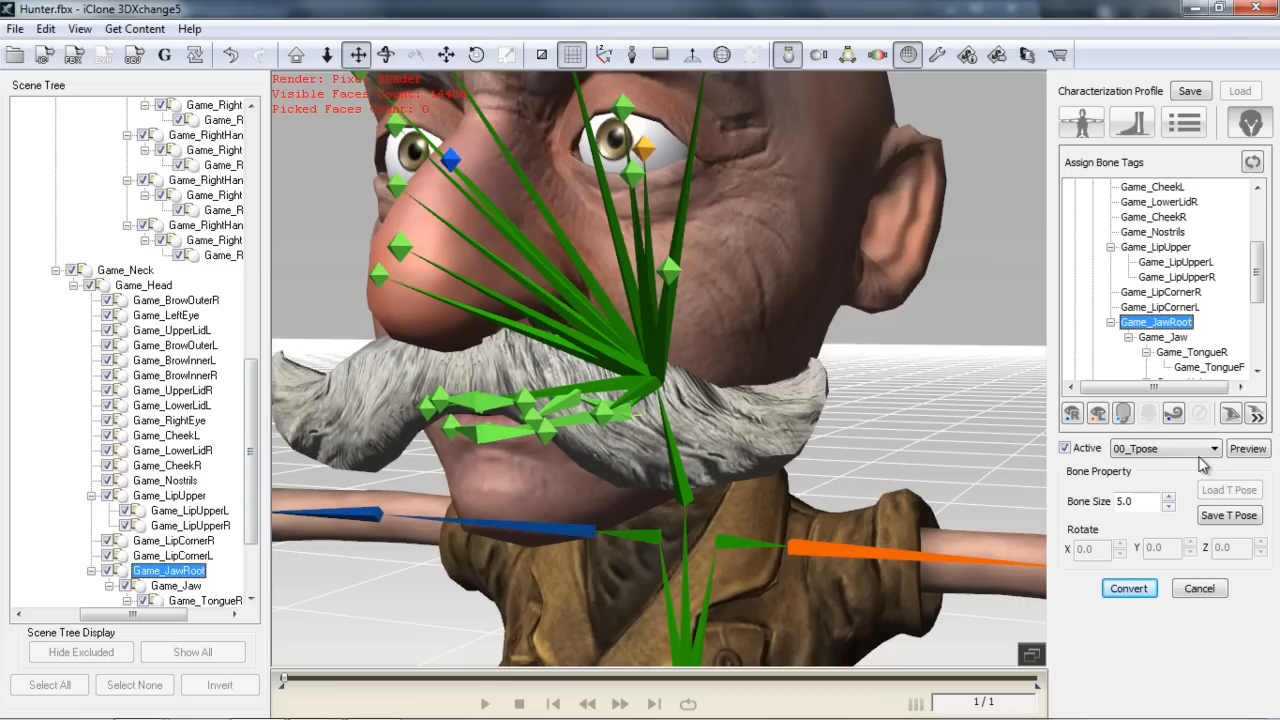 Hunter.fbx - iClone 3DXchange5
File Edit View Get Content Help
Scene Tree
Game_Right
Game_R
Game_RightHan
Game_Right
Game_R
Game_RightHan
Game_Right
Game_R
Game_RightHan
Game_Right
Game_R
Game_Neck
Game_Head
Game_BrowOuterR
Game_LeftEye
Game_UpperLidL
Game_BrowOuterL
Game_BrowInnerL
Game_BrowInnerR
Game_UpperLidR
Game_LowerLidL
Game_RightEye
Game_CheekL
Game_LowerLidR
Game_CheekR
Game_Nostrils
Game_LipUpper
Game_LipUpperL
Game_LipUpperR
Game_LipCornerR
Game_LipCornerL
Game_JawRoot
Game_Jaw
Game_TongueR
Scene Tree Display
Hide Excluded Show All
Select All Select None Invert
Render: Pixel Shader
Visible Faces Count: 14400
Picked Faces Count: 0
1 / 1
Characterization Profile Save Load
Assign Bone Tags
Game_CheekL
Game_LowerLidR
Game_CheekR
Game_Nostrils
Game_LipUpper
Game_LipUpperL
Game_LipUpperR
Game_LipCornerR
Game_LipCornerL
Game_JawRoot
Game_Jaw
Game_TongueR
Game_TongueF
Active 00_Tpose Preview
Bone Property
Load T Pose
Bone Size 5.0
Save T Pose
Rotate
X 0.0 Y 0.0 Z 0.0
Convert Cancel